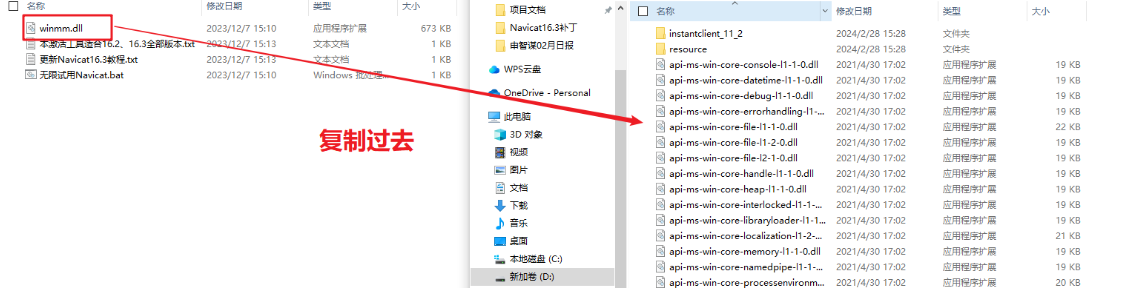 名称 修改日期 类型 大小
winmm.dll 2023/12/7 15:10 应用程序扩展 673 KB
本激活工具适合16.2、16.3全部版本.txt 2023/12/7 15:13 文本文档 1 KB
更新Navicat16.3教程.txt 2023/12/7 15:13 文本文档 1 KB
无限试用Navicat.bat 2023/12/7 15:10 Windows 批处理... 1 KB
复制过去
项目文档
Navicat16.3补丁
申智谋02月日报
WPS云盘
OneDrive - Personal
此电脑
3D 对象
视频
图片
文档
下载
音乐
桌面
本地磁盘 (C:)
新加卷 (D:)
名称 修改日期 类型 大小
instantclient_11_2 2024/2/28 15:28 文件夹
resource 2024/2/28 15:28 文件夹
api-ms-win-core-console-l1-1-0.dll 2021/4/30 17:02 应用程序扩展 19 KB
api-ms-win-core-datetime-l1-1-0.dll 2021/4/30 17:02 应用程序扩展 19 KB
api-ms-win-core-debug-l1-1-0.dll 2021/4/30 17:02 应用程序扩展 19 KB
api-ms-win-core-errorhandling-l1-... 2021/4/30 17:02 应用程序扩展 19 KB
api-ms-win-core-file-l1-1-0.dll 2021/4/30 17:02 应用程序扩展 22 KB
api-ms-win-core-file-l1-2-0.dll 2021/4/30 17:02 应用程序扩展 19 KB
api-ms-win-core-file-l2-1-0.dll 2021/4/30 17:02 应用程序扩展 19 KB
api-ms-win-core-handle-l1-1-0.dll 2021/4/30 17:02 应用程序扩展 19 KB
api-ms-win-core-heap-l1-1-0.dll 2021/4/30 17:02 应用程序扩展 19 KB
api-ms-win-core-interlocked-l1-1-... 2021/4/30 17:02 应用程序扩展 19 KB
api-ms-win-core-libraryloader-l1-1... 2021/4/30 17:02 应用程序扩展 19 KB
api-ms-win-core-localization-l1-2-... 2021/4/30 17:02 应用程序扩展 21 KB
api-ms-win-core-memory-l1-1-0.dll 2021/4/30 17:02 应用程序扩展 19 KB
api-ms-win-core-namedpipe-l1-1-0... 2021/4/30 17:02 应用程序扩展 19 KB
api-ms-win-core-processenvironm... 2021/4/30 17:02 应用程序扩展 20 KB